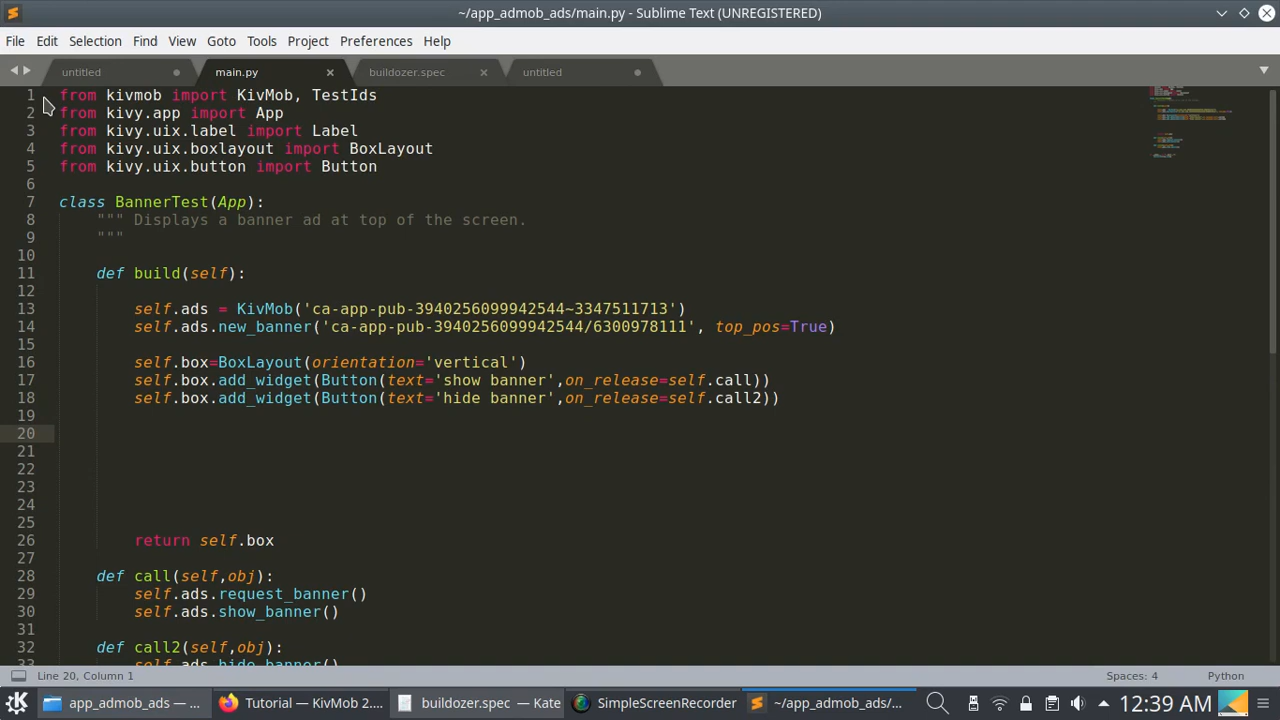 ~/app_admob_ads/main.py - Sublime Text (UNREGISTERED)
File Edit Selection Find View Goto Tools Project Preferences Help
untitled main.py buildozer.spec untitled
1 from kivmob import KivMob, TestIds
2 from kivy.app import App
3 from kivy.uix.label import Label
4 from kivy.uix.boxlayout import BoxLayout
5 from kivy.uix.button import Button
6
7 class BannerTest(App):
8 """ Displays a banner ad at top of the screen.
9 """
10
11 def build(self):
12
13 self.ads = KivMob('ca-app-pub-3940256099942544~3347511713')
14 self.ads.new_banner('ca-app-pub-3940256099942544/6300978111', top_pos=True)
15
16 self.box=BoxLayout(orientation='vertical')
17 self.box.add_widget(Button(text='show banner',on_release=self.call))
18 self.box.add_widget(Button(text='hide banner',on_release=self.call2))
19
20
21
22
23
24
25
26 return self.box
27
28 def call(self,obj):
29 self.ads.request_banner()
30 self.ads.show_banner()
31
32 def call2(self,obj):
33 self.ads.hide_banner()
Line 20, Column 1 Spaces: 4 Python
app_admob_ads — ... Tutorial — KivMob 2.... buildozer.spec — Kate SimpleScreenRecorder ~/app_admob_ads/... 12:39 AM